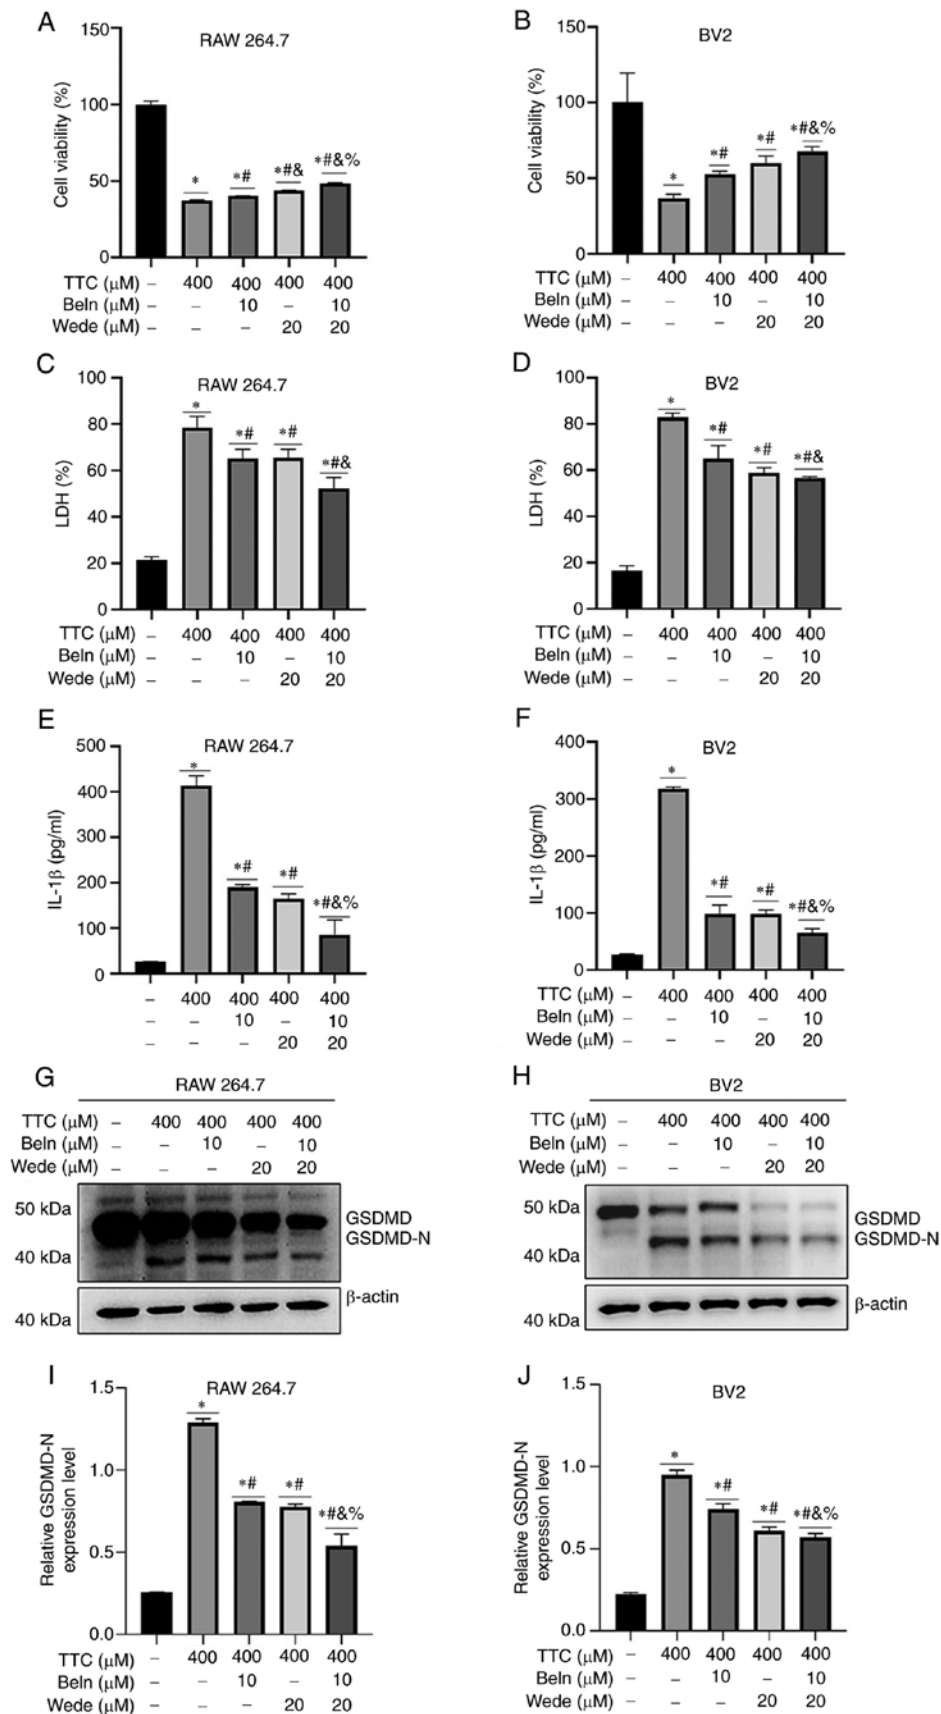 A
RAW 264.7
Cell viability (%)
150
100
50
0
*
*#
*#&
*#&%
TTC (µM) – 400 400 400 400
Beln (µM) – – 10 – 10
Wede (µM) – – – 20 20
B
BV2
Cell viability (%)
150
100
50
0
*
*#
*#
*#&%
TTC (µM) – 400 400 400 400
Beln (µM) – – 10 – 10
Wede (µM) – – – 20 20
C
RAW 264.7
LDH (%)
100
80
60
40
20
0
*
*#
*#
*#&
TTC (µM) – 400 400 400 400
Beln (µM) – – 10 – 10
Wede (µM) – – – 20 20
D
BV2
LDH (%)
100
80
60
40
20
0
*
*#
*#
*#&
TTC (µM) – 400 400 400 400
Beln (µM) – – 10 – 10
Wede (µM) – – – 20 20
E
RAW 264.7
IL-1β (pg/ml)
500
400
300
200
100
0
*
*#
*#
*#&%
– 400 400 400 400
– – 10 – 10
– – – 20 20
F
BV2
IL-1β (pg/ml)
400
300
200
100
0
*
*#
*#
*#&%
TTC (µM) – 400 400 400 400
Beln (µM) – – 10 – 10
Wede (µM) – – – 20 20
G
RAW 264.7
TTC (µM) – 400 400 400 400
Beln (µM) – – 10 – 10
Wede (µM) – – – 20 20
50 kDa
GSDMD
GSDMD-N
40 kDa
β-actin
40 kDa
H
BV2
TTC (µM) – 400 400 400 400
Beln (µM) – – 10 – 10
Wede (µM) – – – 20 20
50 kDa
GSDMD
GSDMD-N
40 kDa
β-actin
40 kDa
I
RAW 264.7
Relative GSDMD-N
expression level
1.5
1.0
0.5
0.0
*
*#
*#
*#&%
TTC (µM) – 400 400 400 400
Beln (µM) – – 10 – 10
Wede (µM) – – – 20 20
J
BV2
Relative GSDMD-N
expression level
1.5
1.0
0.5
0.0
*
*#
*#
*#&%
TTC (µM) – 400 400 400 400
Beln (µM) – – 10 – 10
Wede (µM) – – – 20 20